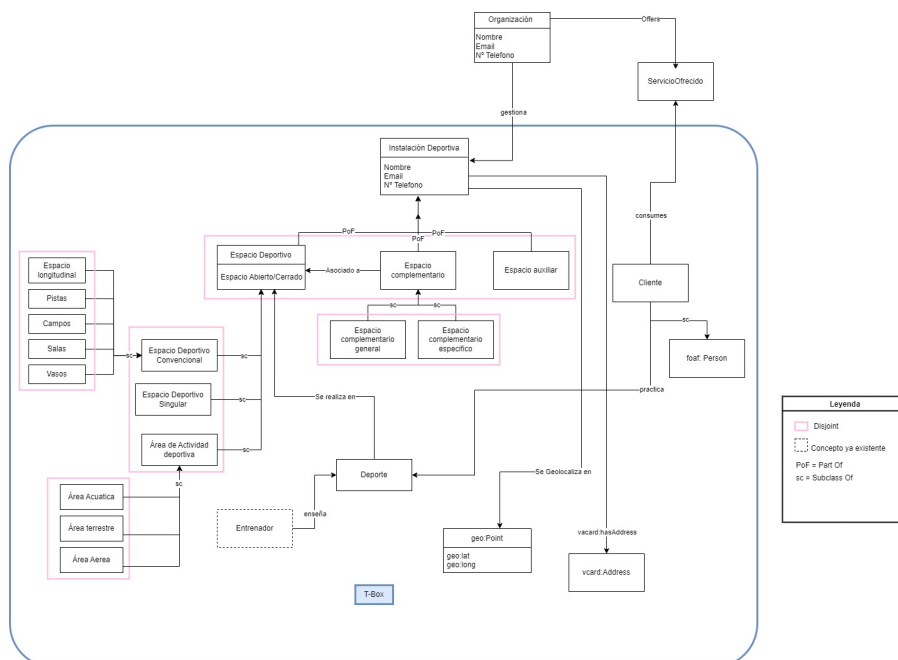 Organización
Nombre
Email
Nº Telefono
Offers
ServicioOfrecido
gestiona
Instalación Deportiva
Nombre
Email
Nº Telefono
consumes
PoF
PoF
PoF
Espacio Deportivo
Espacio Abierto/Cerrado
Asociado a
Espacio
complementario
Espacio auxiliar
Cliente
Espacio
longitudinal
Pistas
Campos
Salas
Vasos
sc
sc
sc
Espacio
complementario
general
Espacio
complementario
especifico
sc
foaf: Person
Espacio Deportivo
Convencional
sc
Espacio Deportivo
Singular
sc
Área de Actividad
deportiva
sc
sc
Se realiza en
practica
Deporte
Se Geolocaliza en
Área Acuatica
Área terrestre
Área Aerea
Entrenador
enseña
geo:Point
geo:lat
geo:long
vacard:hasAddress
vcard:Address
T-Box
Leyenda
Disjoint
Concepto ya existente
PoF = Part Of
sc = Subclass Of